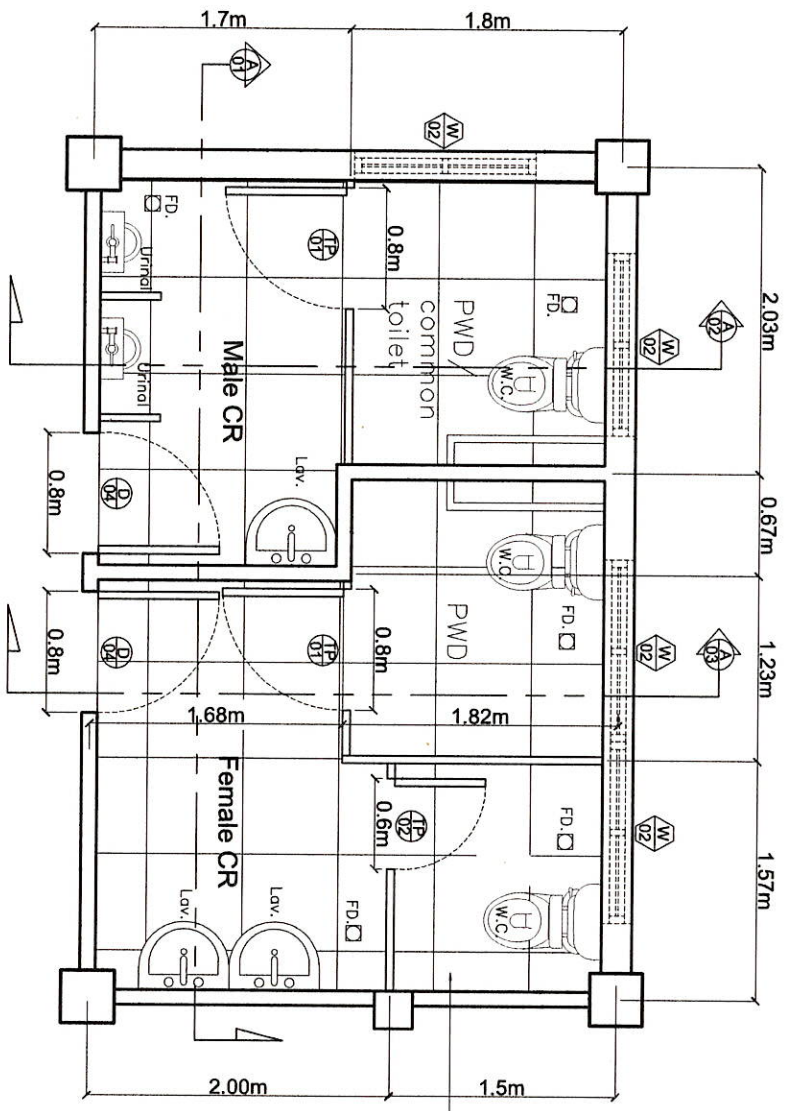 1.7m
1.8m
A
01
W
02
2.03m
FD.
Urinal
TP
01
0.8m
FD.
A
02
W
02
PWD/
common
toilet
W.C.
Urinal
Male CR
0.8m
D
04
Lav.
0.67m
W.C.
FD.
PWD
0.8m
D
04
TP
01
0.8m
W
02
A
03
1.23m
1.68m
1.82m
Female CR
0.6m
TP
02
FD.
W
02
1.57m
Lav.
Lav.
FD.
W.C.
2.00m
1.5m